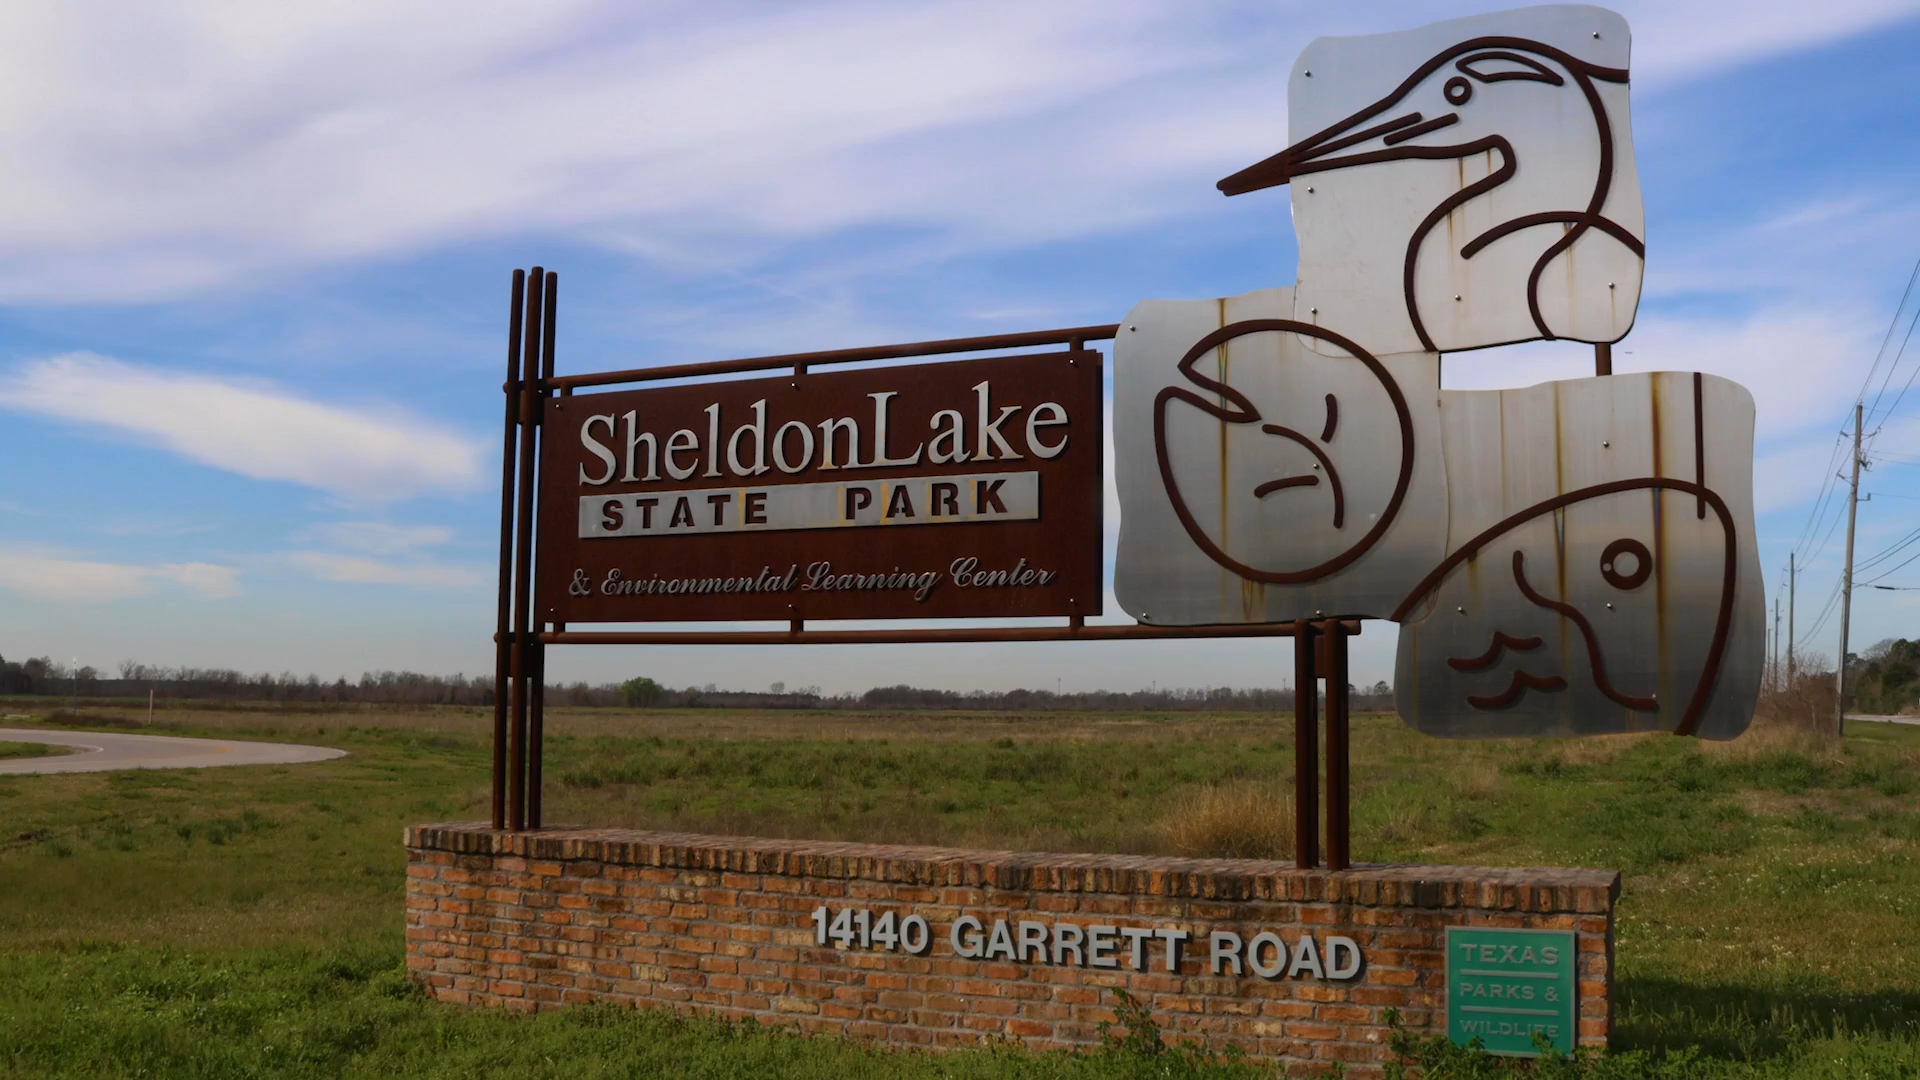 SheldonLake
STATE PARK
& Environmental Learning Center
14140 GARRETT ROAD
TEXAS
PARKS &
WILDLIFE